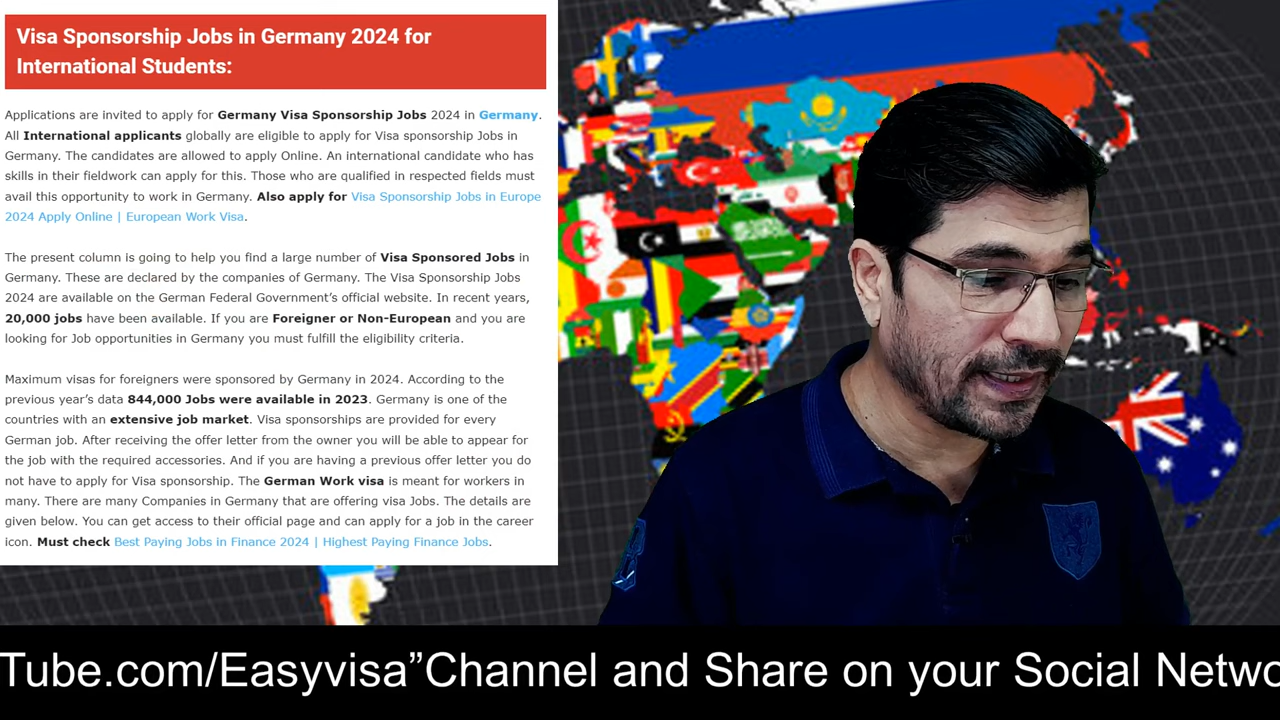 Visa Sponsorship Jobs in Germany 2024 for
International Students:
Applications are invited to apply for Germany Visa Sponsorship Jobs 2024 in Germany.
All International applicants globally are eligible to apply for Visa sponsorship Jobs in
Germany. The candidates are allowed to apply Online. An international candidate who has
skills in their fieldwork can apply for this. Those who are qualified in respected fields must
avail this opportunity to work in Germany. Also apply for Visa Sponsorship Jobs in Europe
2024 Apply Online | European Work Visa.
The present column is going to help you find a large number of Visa Sponsored Jobs in
Germany. These are declared by the companies of Germany. The Visa Sponsorship Jobs
2024 are available on the German Federal Government’s official website. In recent years,
20,000 jobs have been available. If you are Foreigner or Non-European and you are
looking for Job opportunities in Germany you must fulfill the eligibility criteria.
Maximum visas for foreigners were sponsored by Germany in 2024. According to the
previous year’s data 844,000 Jobs were available in 2023. Germany is one of the
countries with an extensive job market. Visa sponsorships are provided for every
German job. After receiving the offer letter from the owner you will be able to appear for
the job with the required accessories. And if you are having a previous offer letter you do
not have to apply for Visa sponsorship. The German Work visa is meant for workers in
many. There are many Companies in Germany that are offering visa Jobs. The details are
given below. You can get access to their official page and can apply for a job in the career
icon. Must check Best Paying Jobs in Finance 2024 | Highest Paying Finance Jobs.
Tube.com/Easyvisa”Channel and Share on your Social Netwo